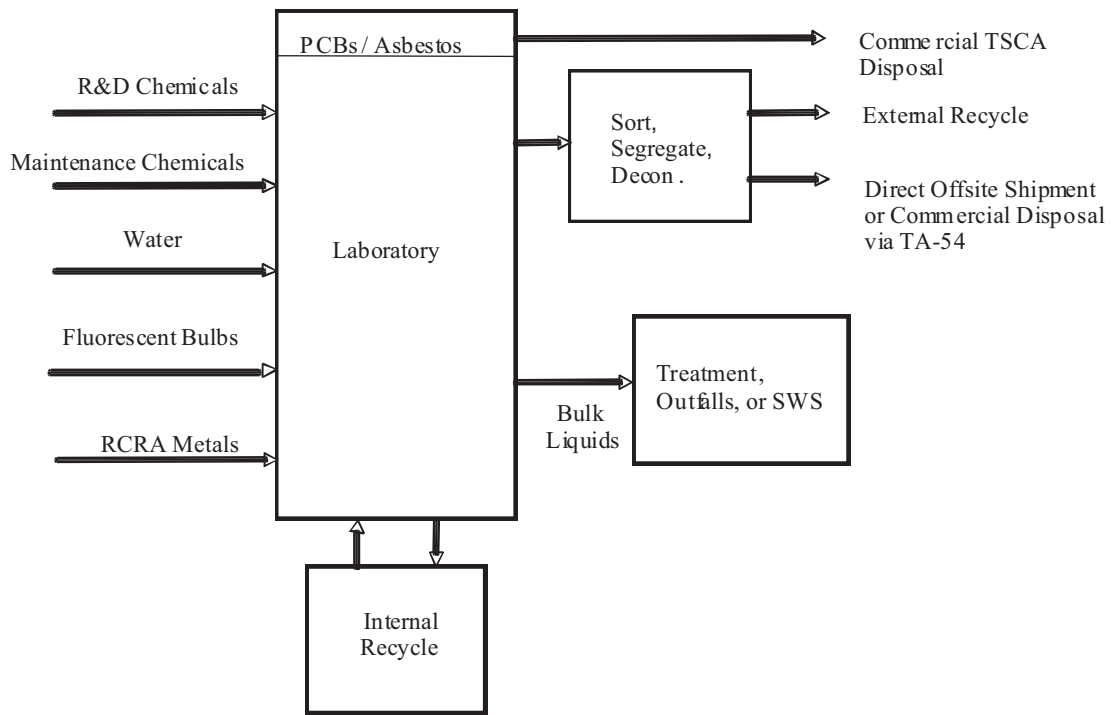 PCBs / Asbestos
Commercial TSCA
Disposal
R&D Chemicals
Maintenance Chemicals
Water
Fluorescent Bulbs
RCRA Metals
Laboratory
Sort,
Segregate,
Decon .
External Recycle
Direct Offsite Shipment
or Commercial Disposal
via TA-54
Bulk
Liquids
Treatment,
Outfalls, or SWS
Internal
Recycle